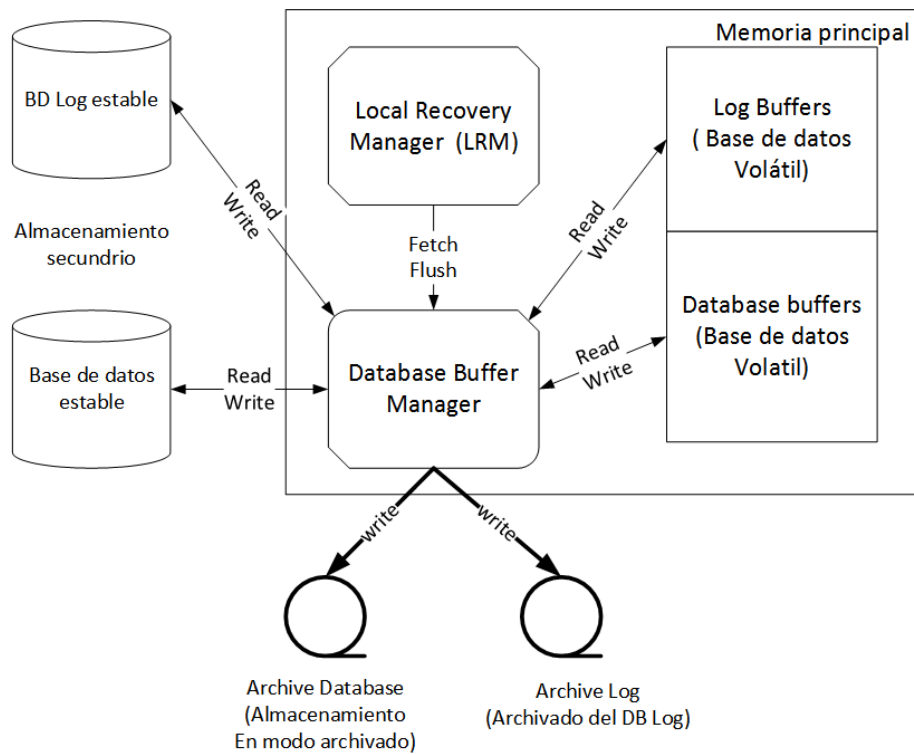 Memoria principal
BD Log estable
Local Recovery
Manager (LRM)
Log Buffers
( Base de datos
Volátil)
Read
Write
Almacenamiento
secundrio
Fetch
Flush
Read
Write
Database buffers
(Base de datos
Volatil)
Base de datos
estable
Read
Write
Database Buffer
Manager
Read
Write
write
write
Archive Database
(Almacenamiento
En modo archivado)
Archive Log
(Archivado del DB Log)